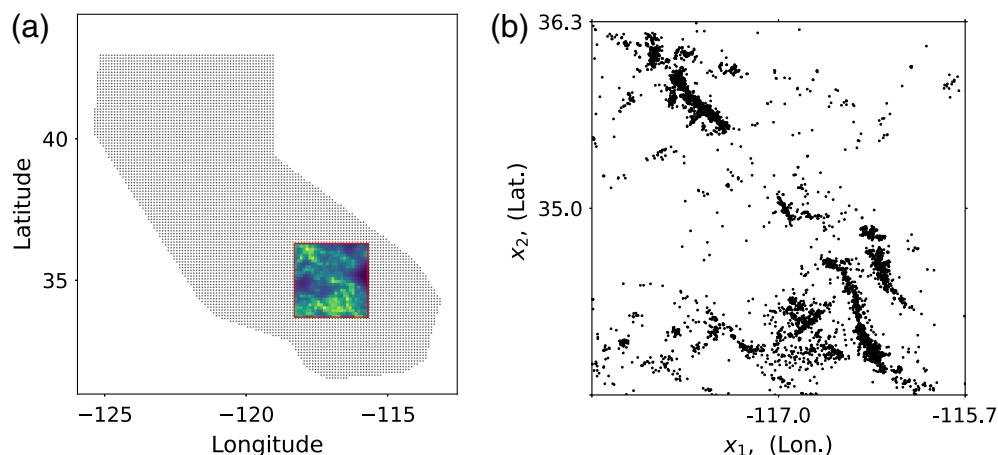 (a)
40
35
Latitude
−125
−120
−115
Longitude
(b)
36.3
35.0
x₂, (Lat.)
-117.0
-115.7
x₁, (Lon.)